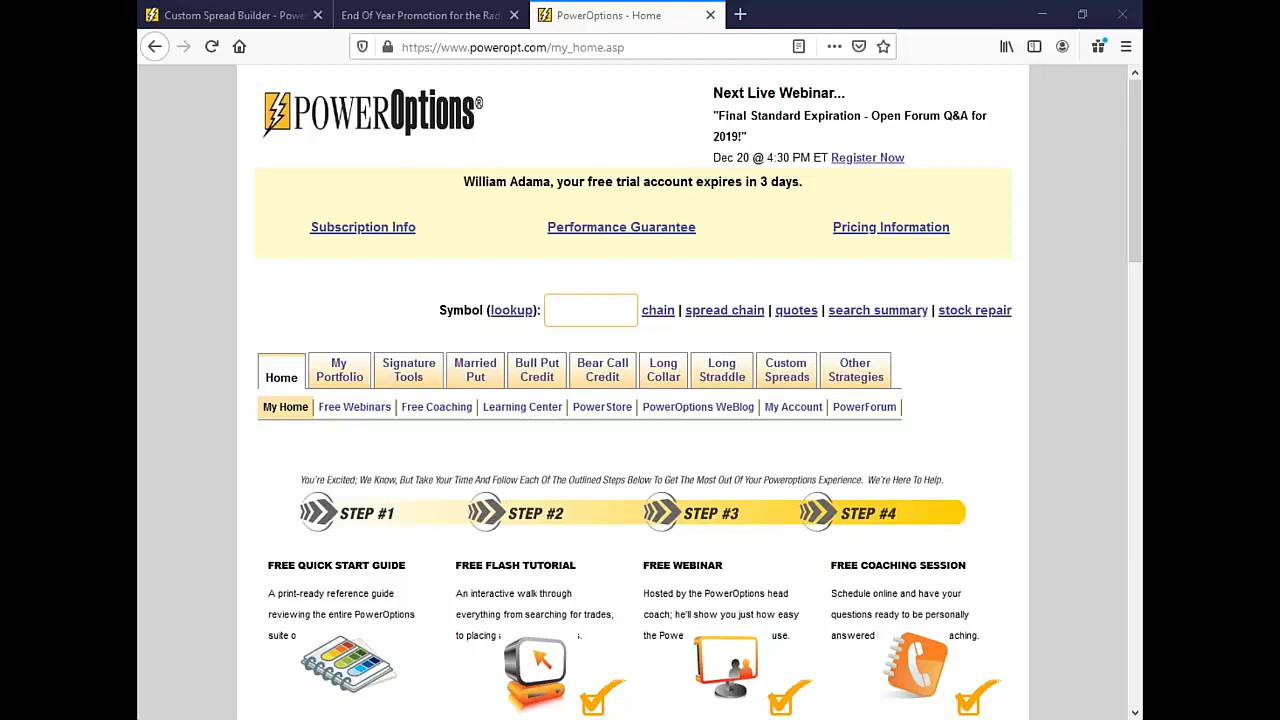 Custom Spread Builder - Powe
End Of Year Promotion for the Rad
PowerOptions - Home
https://www.poweropt.com/my_home.asp
POWEROptions®
Next Live Webinar...
"Final Standard Expiration - Open Forum Q&A for
2019!"
Dec 20 @ 4:30 PM ET Register Now
William Adama, your free trial account expires in 3 days.
Subscription Info
Performance Guarantee
Pricing Information
Symbol (lookup): chain | spread chain | quotes | search summary | stock repair
Home
My
Portfolio
Signature
Tools
Married
Put
Bull Put
Credit
Bear Call
Credit
Long
Collar
Long
Straddle
Custom
Spreads
Other
Strategies
My Home | Free Webinars | Free Coaching | Learning Center | PowerStore | PowerOptions WeBlog | My Account | PowerForum |
You're Excited; We Know, But Take Your Time And Follow Each Of The Outlined Steps Below To Get The Most Out Of Your Poweroptions Experience. We're Here To Help.
STEP #1
STEP #2
STEP #3
STEP #4
FREE QUICK START GUIDE
A print-ready reference guide
reviewing the entire PowerOptions
suite o
FREE FLASH TUTORIAL
An interactive walk through
everything from searching for trades,
to placing
s.
FREE WEBINAR
Hosted by the PowerOptions head
coach; he'll show you just how easy
the Powe
use.
FREE COACHING SESSION
Schedule online and have your
questions ready to be personally
answered
aching.